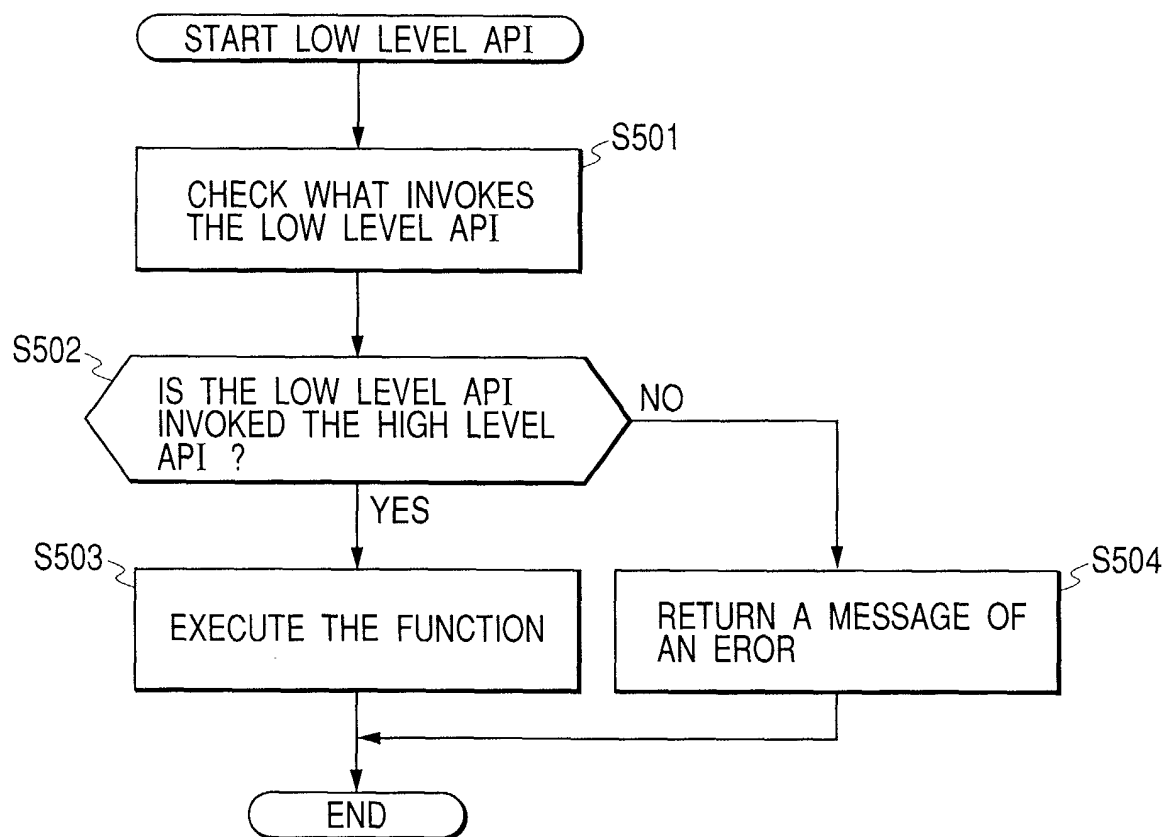 START LOW LEVEL API
S501
CHECK WHAT INVOKES
THE LOW LEVEL API
S502
IS THE LOW LEVEL API
INVOKED THE HIGH LEVEL
API ?
NO
YES
S503
EXECUTE THE FUNCTION
S504
RETURN A MESSAGE OF
AN EROR
END